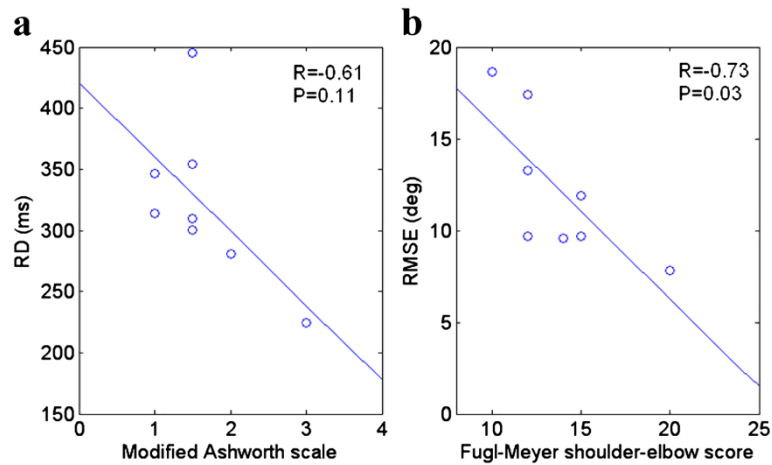 a
R=-0.61
P=0.11
450
400
350
300
250
200
150
RD (ms)
0 1 2 3 4
Modified Ashworth scale
b
R=-0.73
P=0.03
20
15
10
5
0
RMSE (deg)
10 15 20 25
Fugl-Meyer shoulder-elbow score